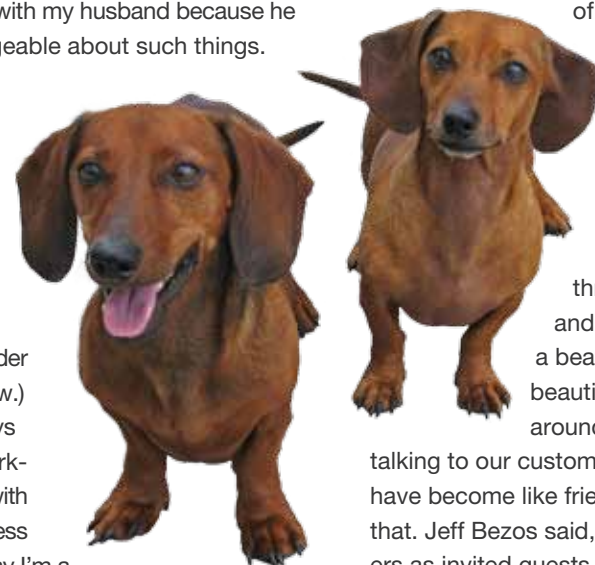 with my husband because he
geable about such things.
der
w.)
ys
rk-
with
ess
y I'm a
of
thr
and
a bea
beauti
around
talking to our custom
have become like frie
that. Jeff Bezos said,
ers as invited guests